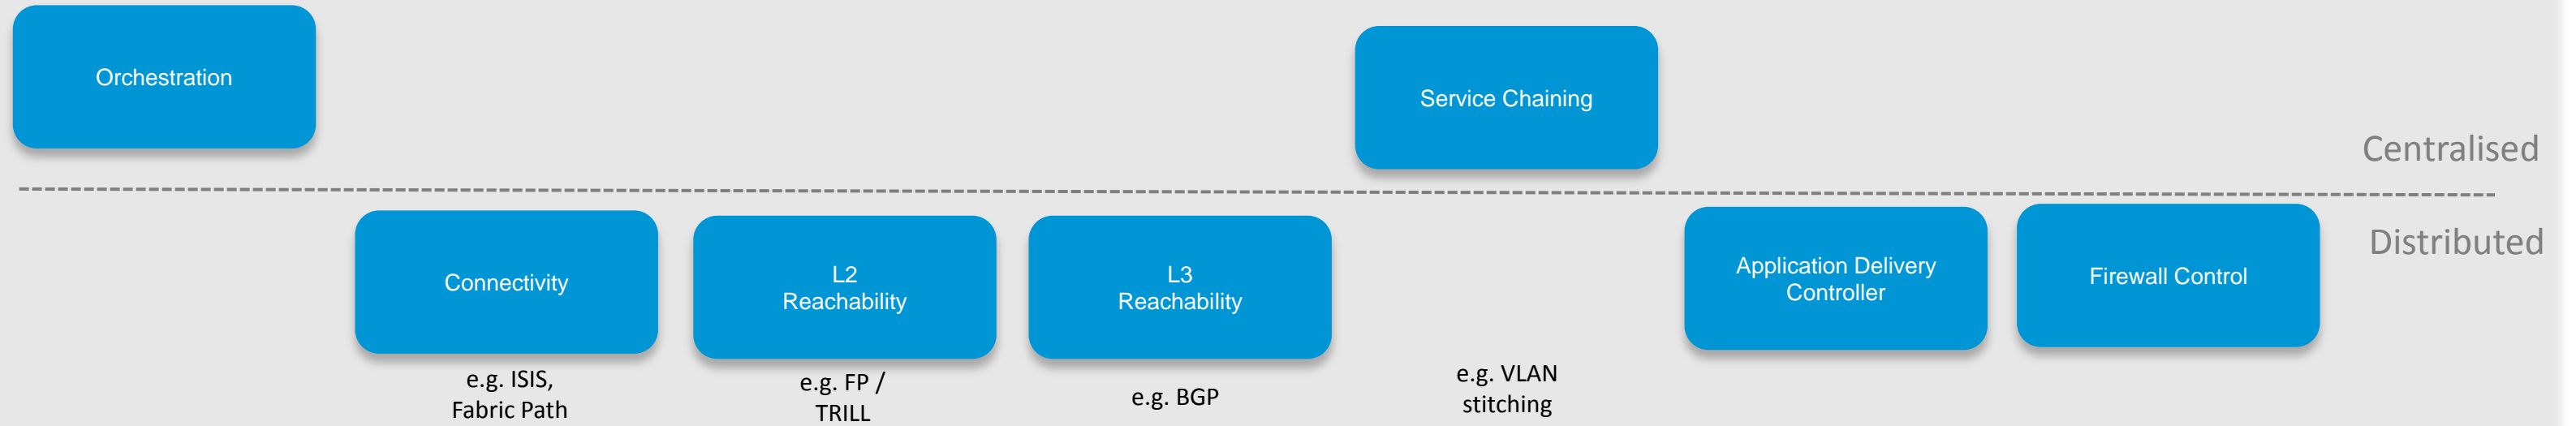 Orchestration
Service Chaining
Centralised
Distributed
Connectivity
L2
Reachability
L3
Reachability
Application Delivery
Controller
Firewall Control
e.g. ISIS,
Fabric Path
e.g. FP /
TRILL
e.g. BGP
e.g. VLAN
stitching